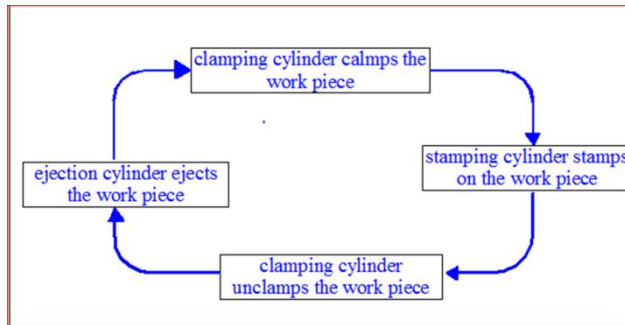 clamping cylinder calmps the
work piece
stamping cylinder stamps
on the work piece
clamping cylinder
unclamps the work piece
ejection cylinder ejects
the work piece